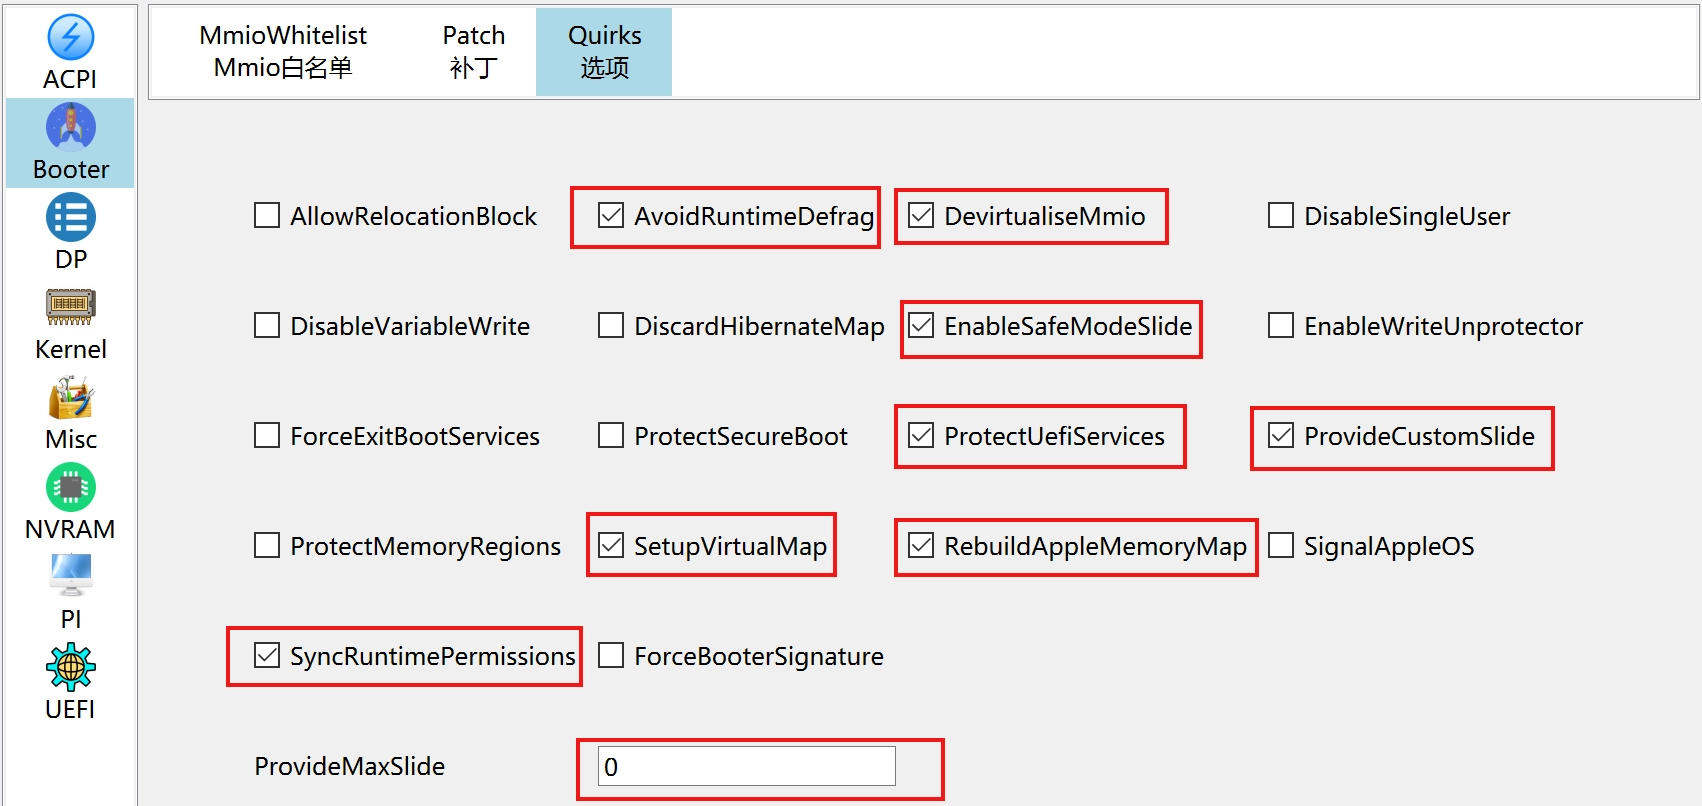 ACPI
Booter
DP
Kernel
Misc
NVRAM
PI
UEFI
MmioWhitelist
Mmio白名单
Patch
补丁
Quirks
选项
AllowRelocationBlock
AvoidRuntimeDefrag
DevirtualiseMmio
DisableSingleUser
DisableVariableWrite
DiscardHibernateMap
EnableSafeModeSlide
EnableWriteUnprotector
ForceExitBootServices
ProtectSecureBoot
ProtectUefiServices
ProvideCustomSlide
ProtectMemoryRegions
SetupVirtualMap
RebuildAppleMemoryMap
SignalAppleOS
SyncRuntimePermissions
ForceBooterSignature
ProvideMaxSlide
0